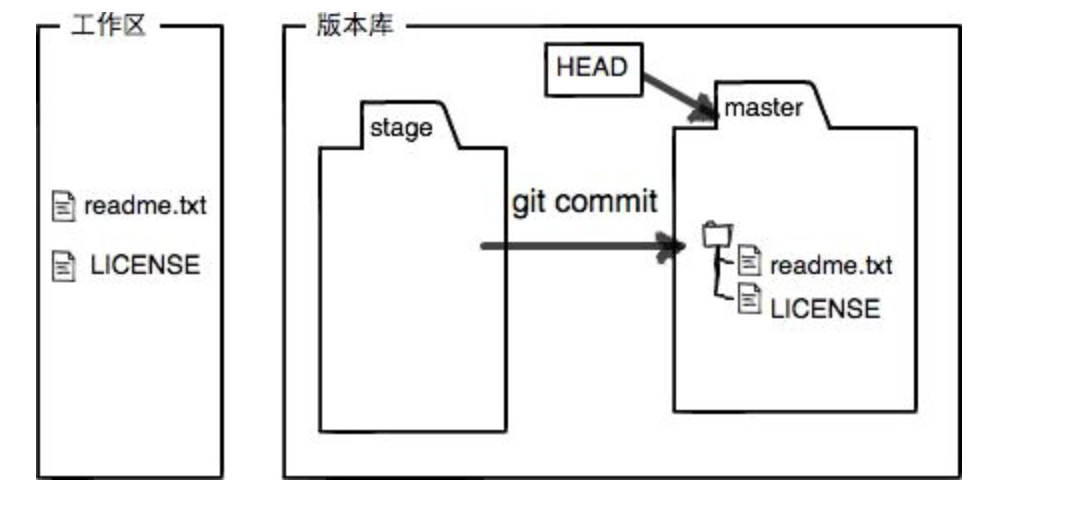 工作区
readme.txt
LICENSE
版本库
HEAD
stage
master
git commit
readme.txt
LICENSE